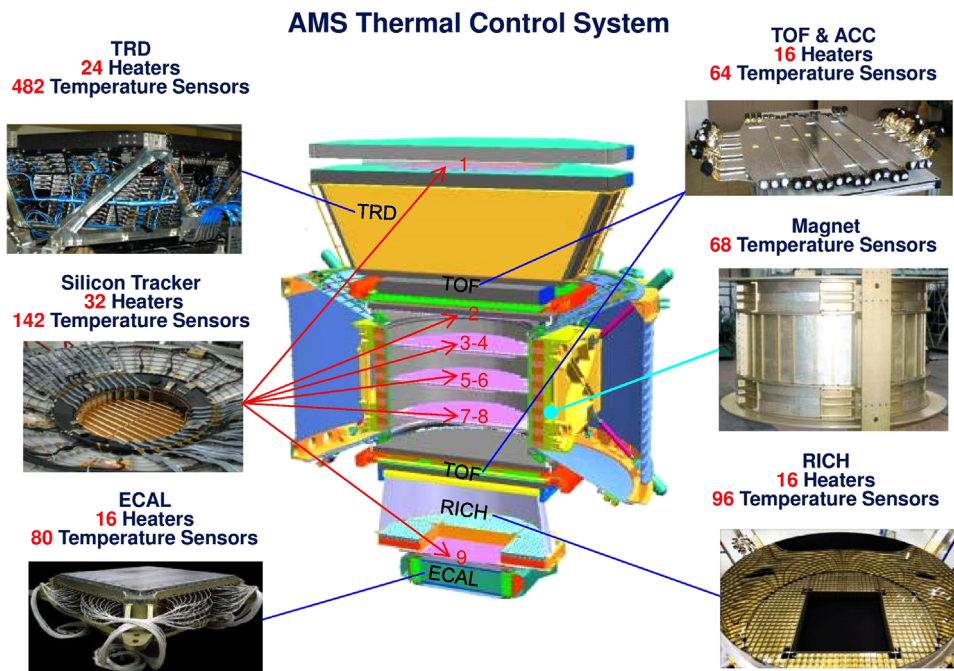 AMS Thermal Control System
TRD
24 Heaters
482 Temperature Sensors
TOF & ACC
16 Heaters
64 Temperature Sensors
Silicon Tracker
32 Heaters
142 Temperature Sensors
Magnet
68 Temperature Sensors
ECAL
16 Heaters
80 Temperature Sensors
RICH
16 Heaters
96 Temperature Sensors
1
TRD
TOF
2
3-4
5-6
7-8
TOF
RICH
9
ECAL